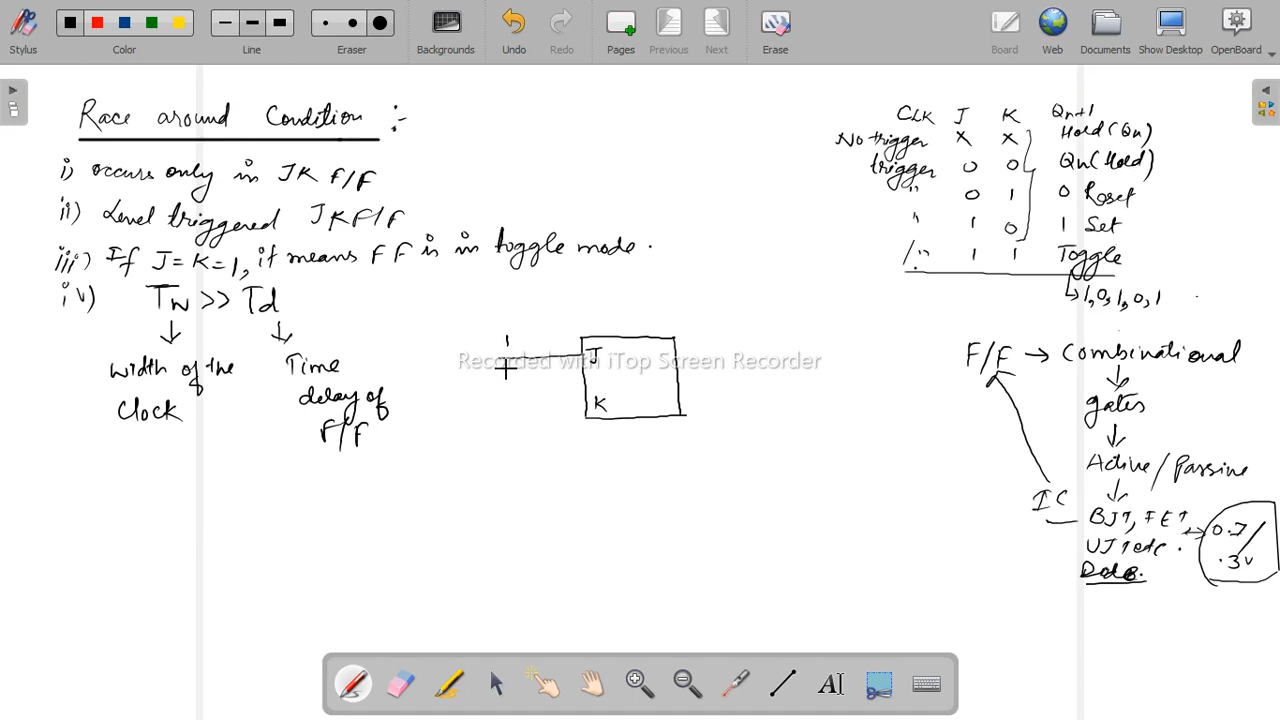 Stylus Color Line Eraser Backgrounds Undo Redo Pages Previous Next Erase Board Web Documents Show Desktop OpenBoard
Race around Condition :-
i) occurs only in JK F/F
ii) Level triggered JK F/F
iii) If J=K=1, it means FF is in toggle mode.
iv) Tw >> Td
Width of the
Clock
Time
delay of
F/F
Recorded with iTop Screen Recorder
1
J
K
CLK J K Qn+1
No trigger X X Hold (Qn)
trigger 0 0 Qn (Hold)
" 0 1 0 Reset
" 1 0 1 Set
" 1 1 Toggle
1, 0, 1, 0, 1
F/F → Combinational
gates
Active / Passive
IC
BJT, FET
UJT etc.
0.7/
.3V